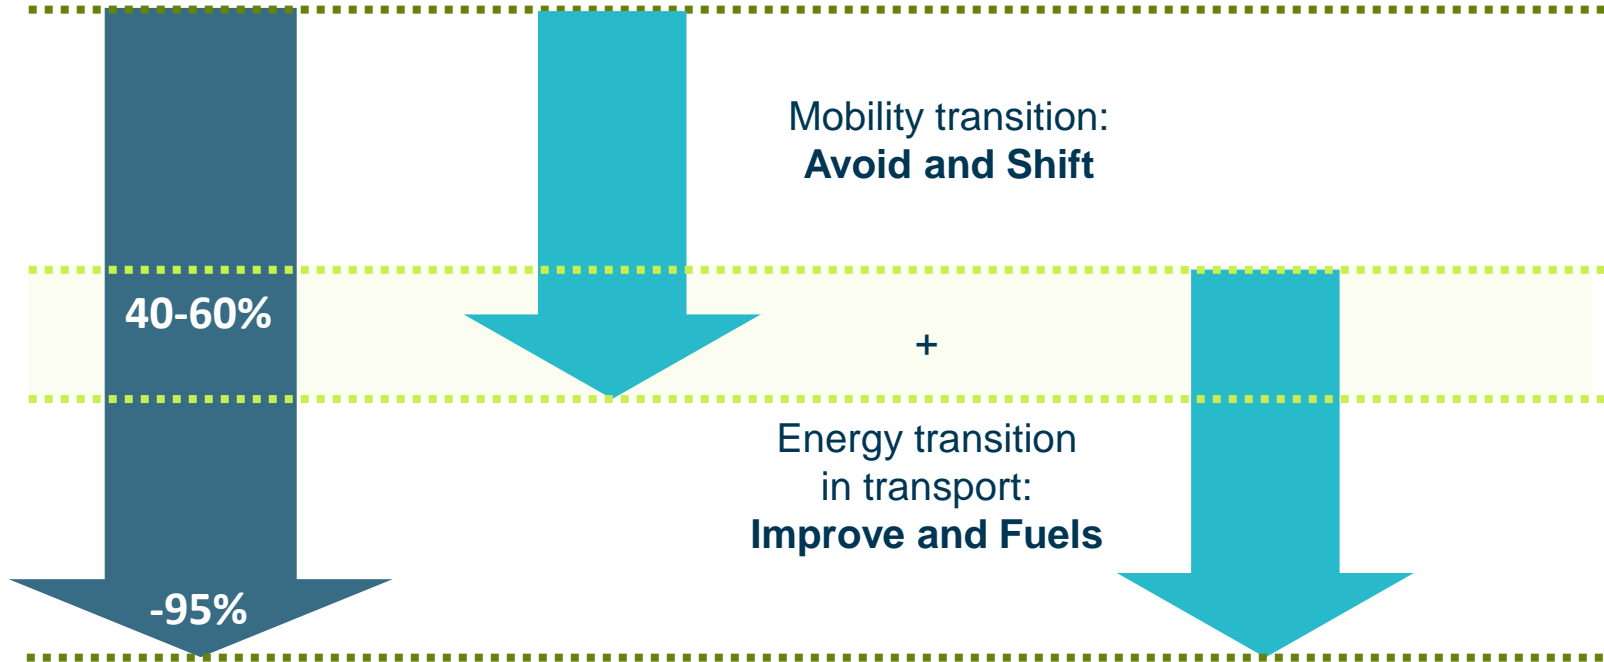 Mobility transition:
Avoid and Shift
40-60%
+
Energy transition
in transport:
Improve and Fuels
-95%